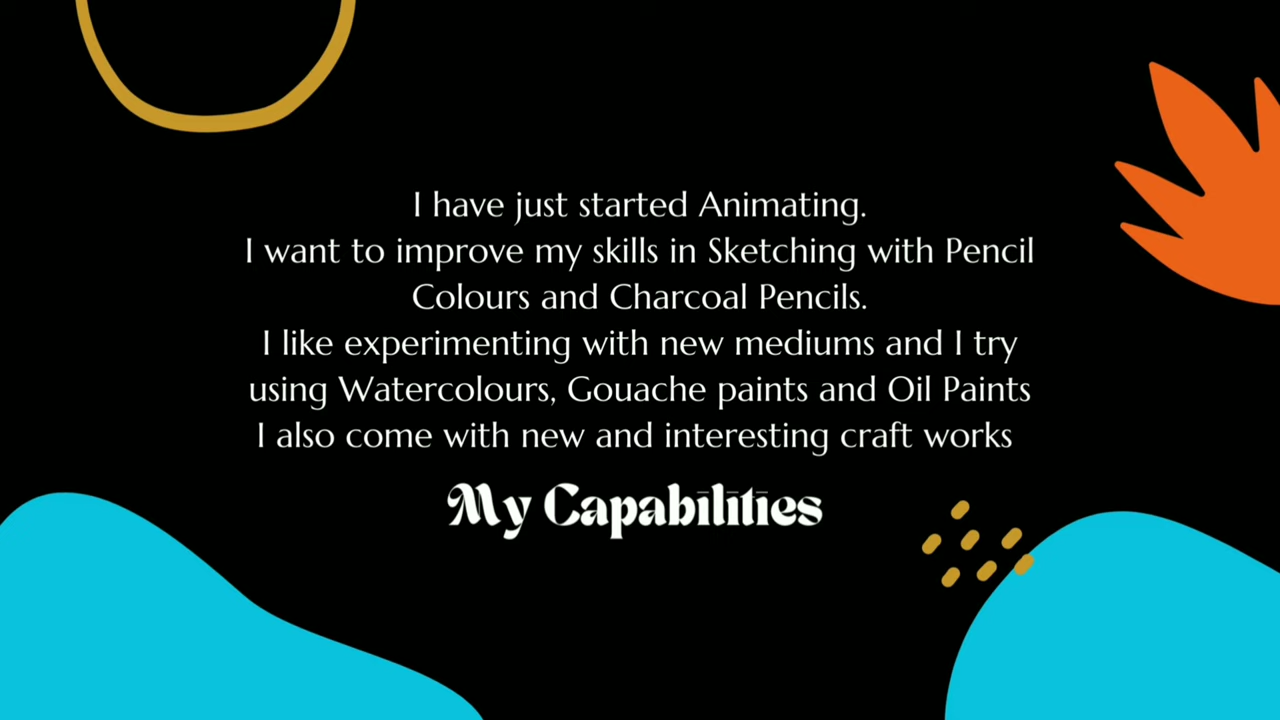 I have just started Animating.
I want to improve my skills in Sketching with Pencil
Colours and Charcoal Pencils.
I like experimenting with new mediums and I try
using Watercolours, Gouache paints and Oil Paints
I also come with new and interesting craft works
My Capabilities